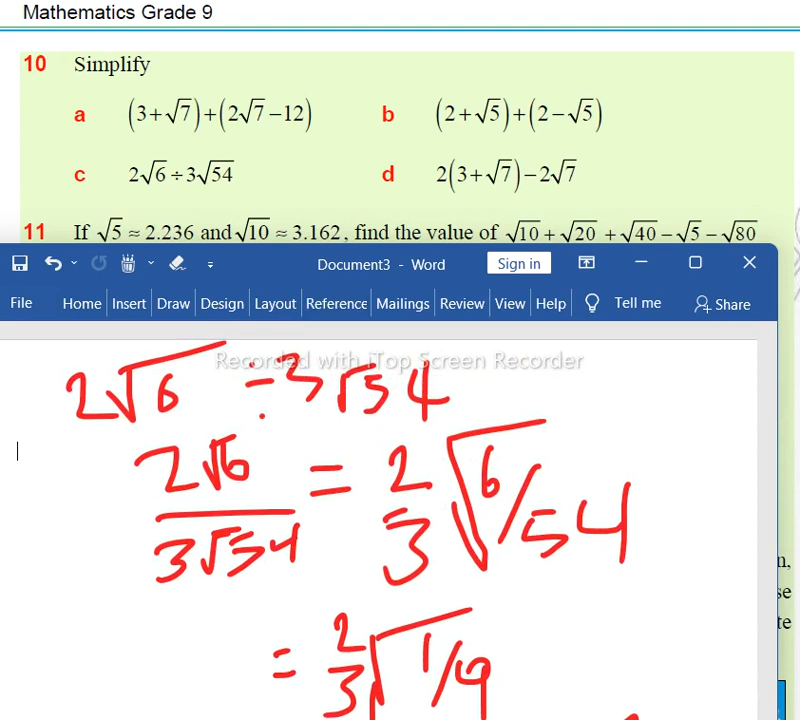 Mathematics Grade 9
10 Simplify
a (3+√7)+(2√7−12) b (2+√5)+(2−√5)
c 2√6÷3√54 d 2(3+√7)−2√7
11 If √5≈2.236 and √10≈3.162, find the value of √10+√20+√40−√5−√80
Document3 - Word Sign in
File Home Insert Draw Design Layout Reference Mailings Review View Help Tell me Share
Recorded with iTop Screen Recorder
2√6 ÷3√54
2√6/3√54 = 2/3 √6/54
n,
se
te
= 2/3 √1/9